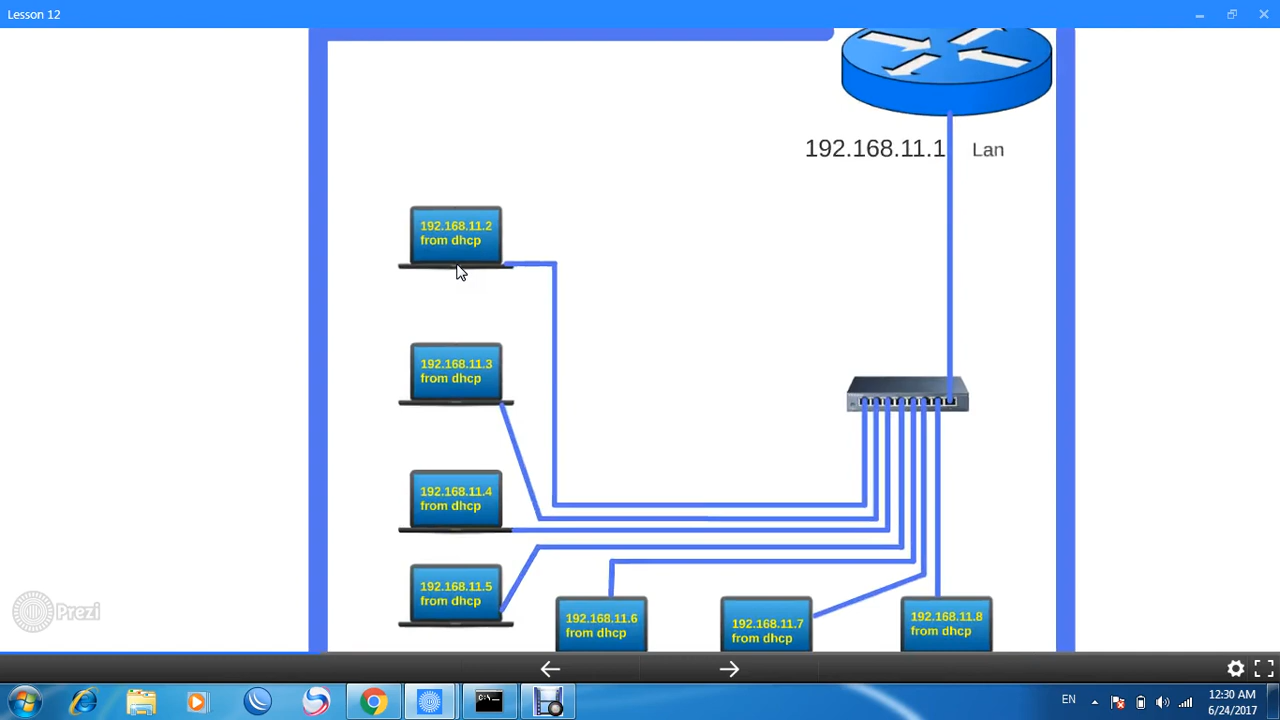 Lesson 12
192.168.11.1 Lan
192.168.11.2
from dhcp
192.168.11.3
from dhcp
192.168.11.4
from dhcp
192.168.11.5
from dhcp
192.168.11.6
from dhcp
192.168.11.7
from dhcp
192.168.11.8
from dhcp
Prezi
EN
12:30 AM
6/24/2017